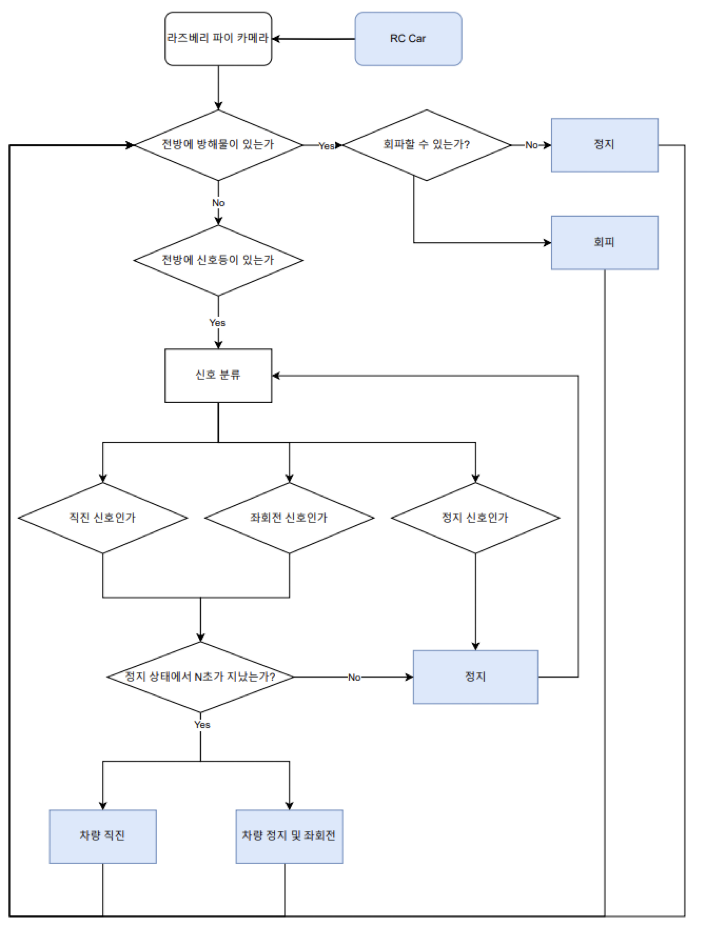 라즈베리 파이 카메라
RC Car
전방에 방해물이 있는가
Yes
회파할 수 있는가?
No
정지
No
회피
전방에 신호등이 있는가
Yes
신호 분류
직진 신호인가
좌회전 신호인가
정지 신호인가
정지 상태에서 N초가 지났는가?
No
정지
Yes
차량 직진
차량 정지 및 좌회전